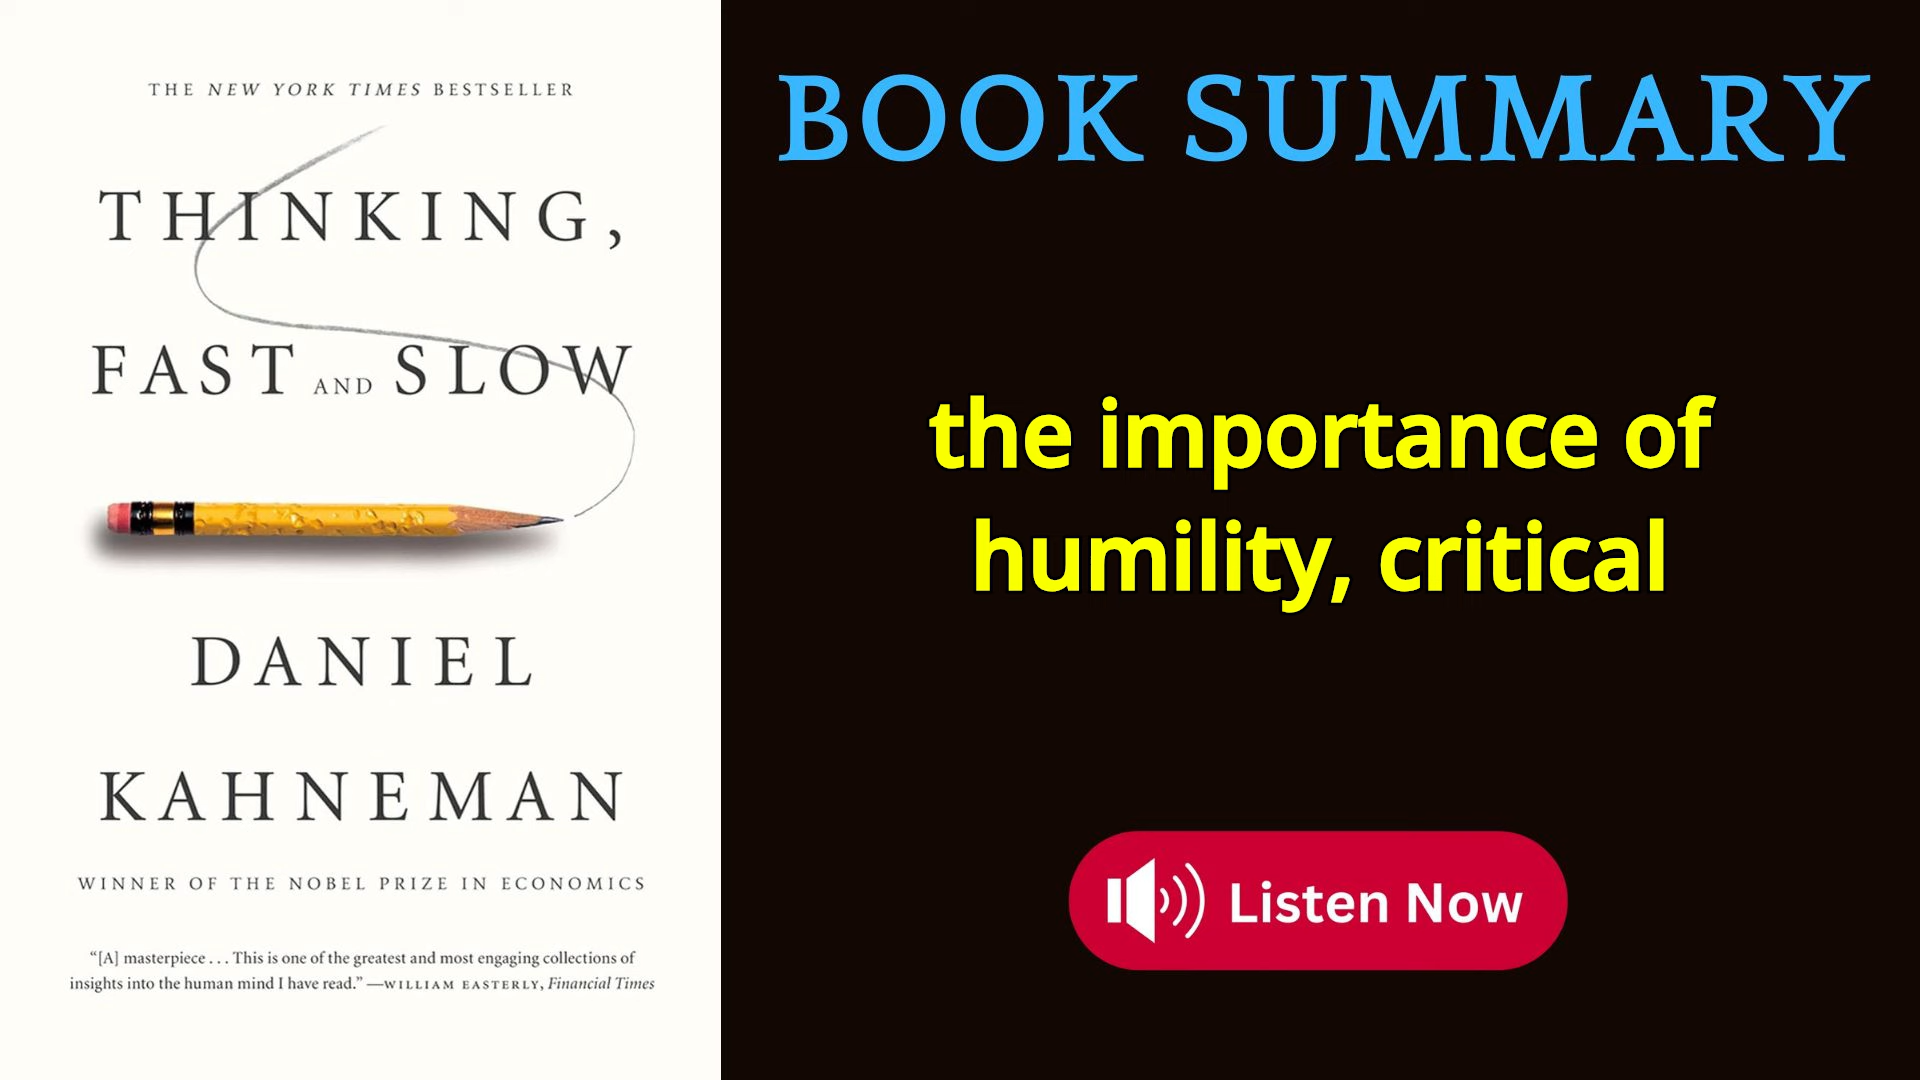 THE NEW YORK TIMES BESTSELLER
THINKING,
FAST AND SLOW
DANIEL
KAHNEMAN
WINNER OF THE NOBEL PRIZE IN ECONOMICS
“[A] masterpiece . . . This is one of the greatest and most engaging collections of
insights into the human mind I have read.” —WILLIAM EASTERLY, Financial Times
BOOK SUMMARY
the importance of
humility, critical
Listen Now